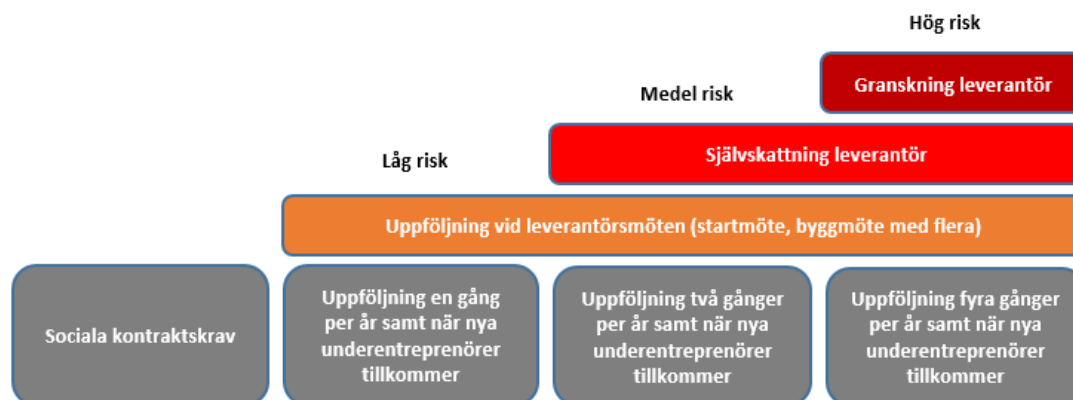 Hög risk
Granskning leverantör
Medel risk
Självskattning leverantör
Låg risk
Uppföljning vid leverantörsmöten (startmöte, byggmöte med flera)
Sociala kontraktskrav
Uppföljning en gång
per år samt när nya
underentreprenörer
tillkommer
Uppföljning två gånger
per år samt när nya
underentreprenörer
tillkommer
Uppföljning fyra gånger
per år samt när nya
underentreprenörer
tillkommer